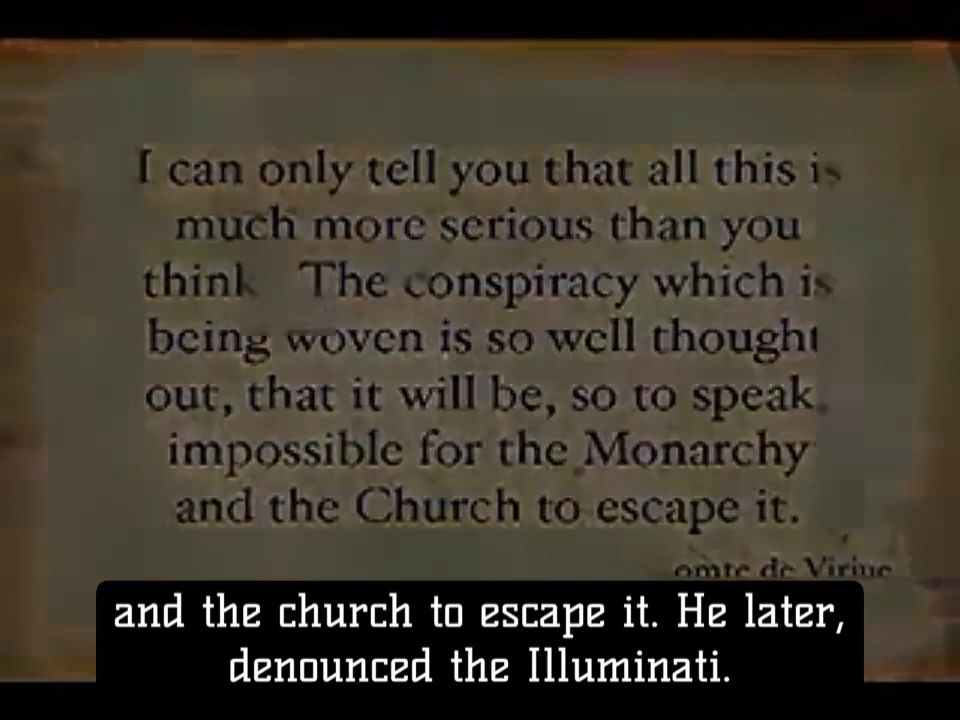 I can only tell you that all this is
much more serious than you
think The conspiracy which is
being woven is so well thought
out, that it will be, so to speak,
impossible for the Monarchy
and the Church to escape it.
omte de Viriue
and the church to escape it. He later,
denounced the Illuminati.